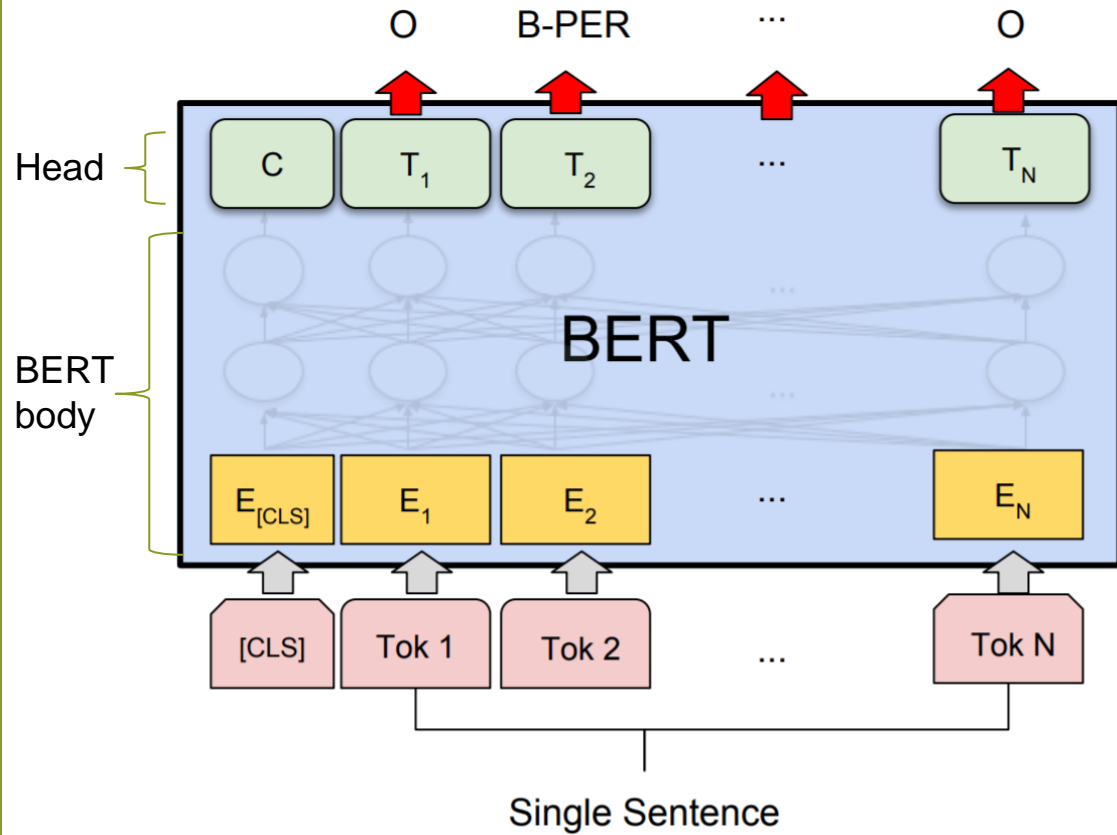 O B-PER ... O
Head
C T1 T2 ... TN
...
BERT
BERT body
...
E[CLS] E1 E2 ... EN
[CLS] Tok 1 Tok 2 ... Tok N
Single Sentence